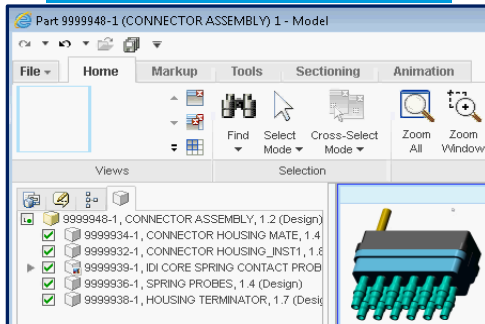 Part 9999948-1 (CONNECTOR ASSEMBLY) 1 - Model
File Home Markup Tools Sectioning Animation
Find Select Cross-Select Zoom Zoom
Mode Mode All Window
Views Selection
9999948-1, CONNECTOR ASSEMBLY, 1.2 (Design)
9999934-1, CONNECTOR HOUSING MATE, 1.4
9999932-1, CONNECTOR HOUSING_INST1, 1.8
9999939-1, IDI CORE SPRING CONTACT PROB
9999936-1, SPRING PROBES, 1.4 (Design)
9999938-1, HOUSING TERMINATOR, 1.7 (Desig